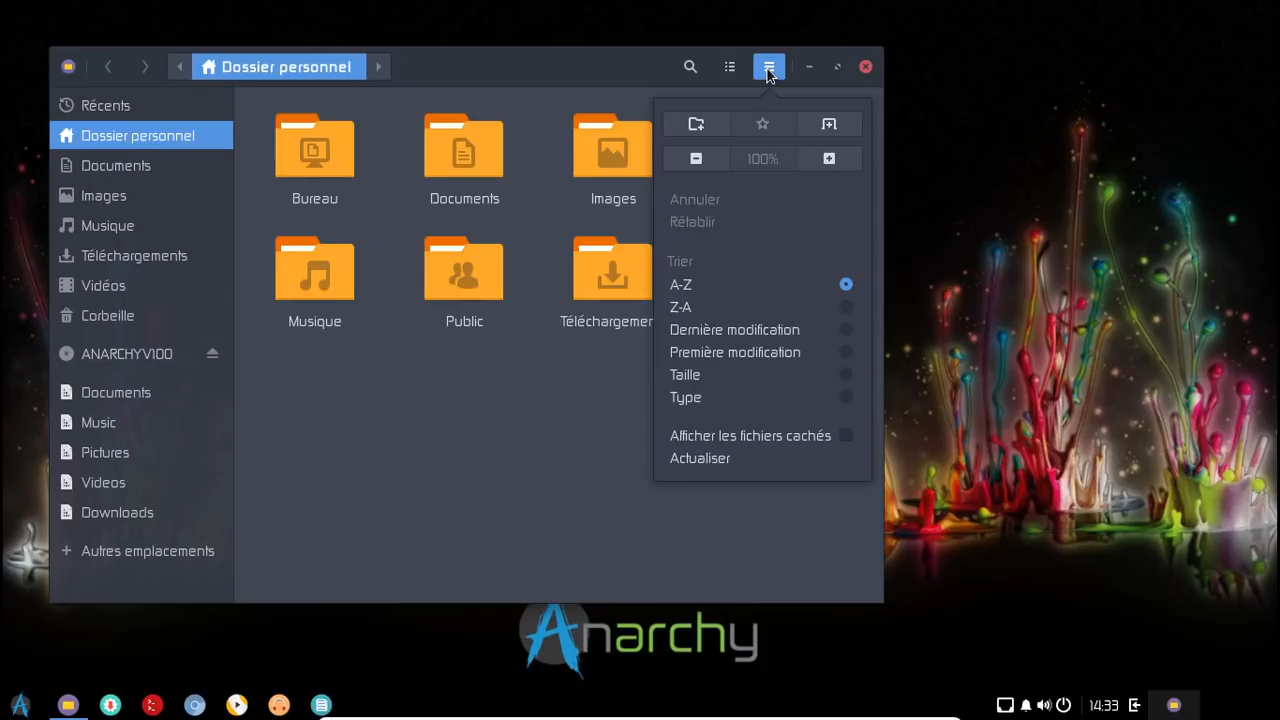 Dossier personnel
Récents
Dossier personnel
Documents
Images
Musique
Téléchargements
Vidéos
Corbeille
ANARCHYV100
Documents
Music
Pictures
Videos
Downloads
Autres emplacements
Bureau
Documents
Images
Musique
Public
Téléchargemen
100%
Annuler
Rétablir
Trier
A-Z
Z-A
Dernière modification
Première modification
Taille
Type
Afficher les fichiers cachés
Actualiser
Anarchy
14:33